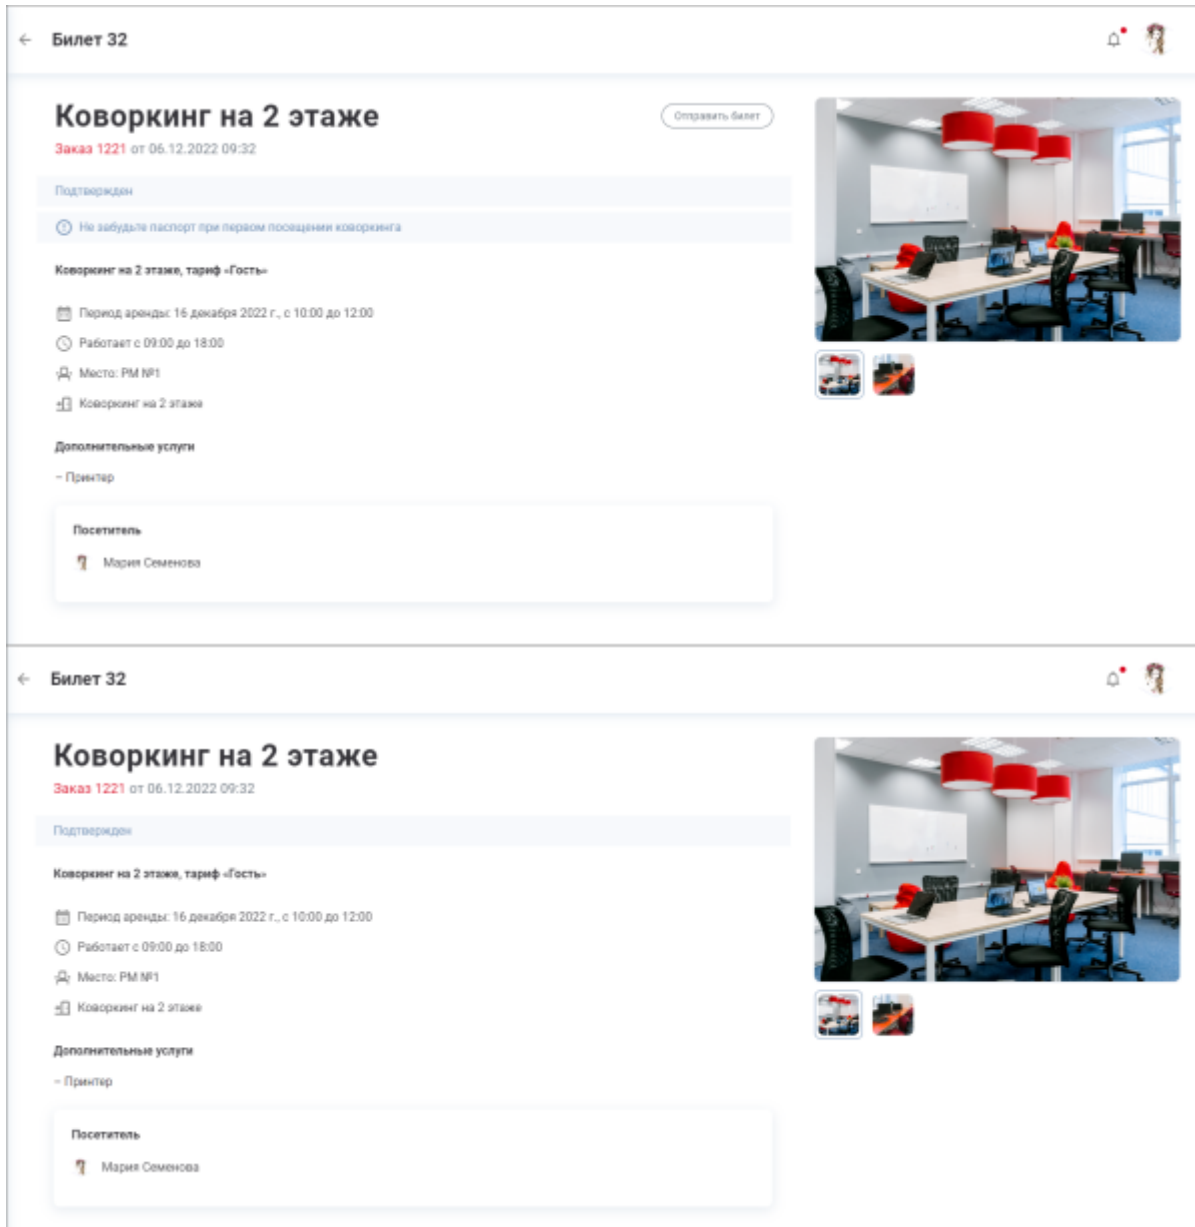 Билет 32
Коворкинг на 2 этаже
Отправить билет
Заказ 1221 от 06.12.2022 09:32
Подтвержден
Не забудьте паспорт при первом посещении коворкинга
Коворкинг на 2 этаже, тариф «Гость»
Период аренды: 16 декабря 2022 г., с 10:00 до 12:00
Работает с 09:00 до 18:00
Место: РМ №1
Коворкинг на 2 этаже
Дополнительные услуги
– Принтер
Посетитель
Мария Семенова
Билет 32
Коворкинг на 2 этаже
Заказ 1221 от 06.12.2022 09:32
Подтвержден
Коворкинг на 2 этаже, тариф «Гость»
Период аренды: 16 декабря 2022 г., с 10:00 до 12:00
Работает с 09:00 до 18:00
Место: РМ №1
Коворкинг на 2 этаже
Дополнительные услуги
– Принтер
Посетитель
Мария Семенова